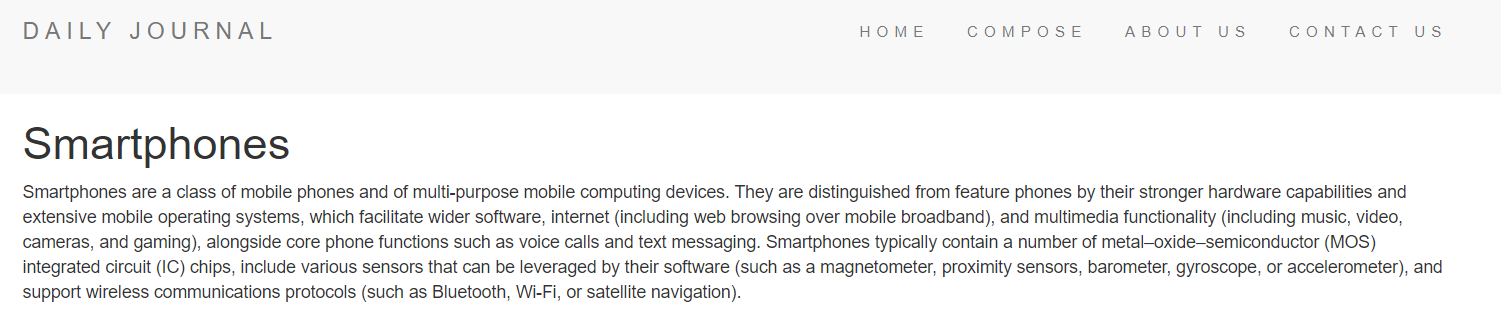 DAILY JOURNAL
HOME COMPOSE ABOUT US CONTACT US
Smartphones
Smartphones are a class of mobile phones and of multi-purpose mobile computing devices. They are distinguished from feature phones by their stronger hardware capabilities and
extensive mobile operating systems, which facilitate wider software, internet (including web browsing over mobile broadband), and multimedia functionality (including music, video,
cameras, and gaming), alongside core phone functions such as voice calls and text messaging. Smartphones typically contain a number of metal–oxide–semiconductor (MOS)
integrated circuit (IC) chips, include various sensors that can be leveraged by their software (such as a magnetometer, proximity sensors, barometer, gyroscope, or accelerometer), and
support wireless communications protocols (such as Bluetooth, Wi-Fi, or satellite navigation).